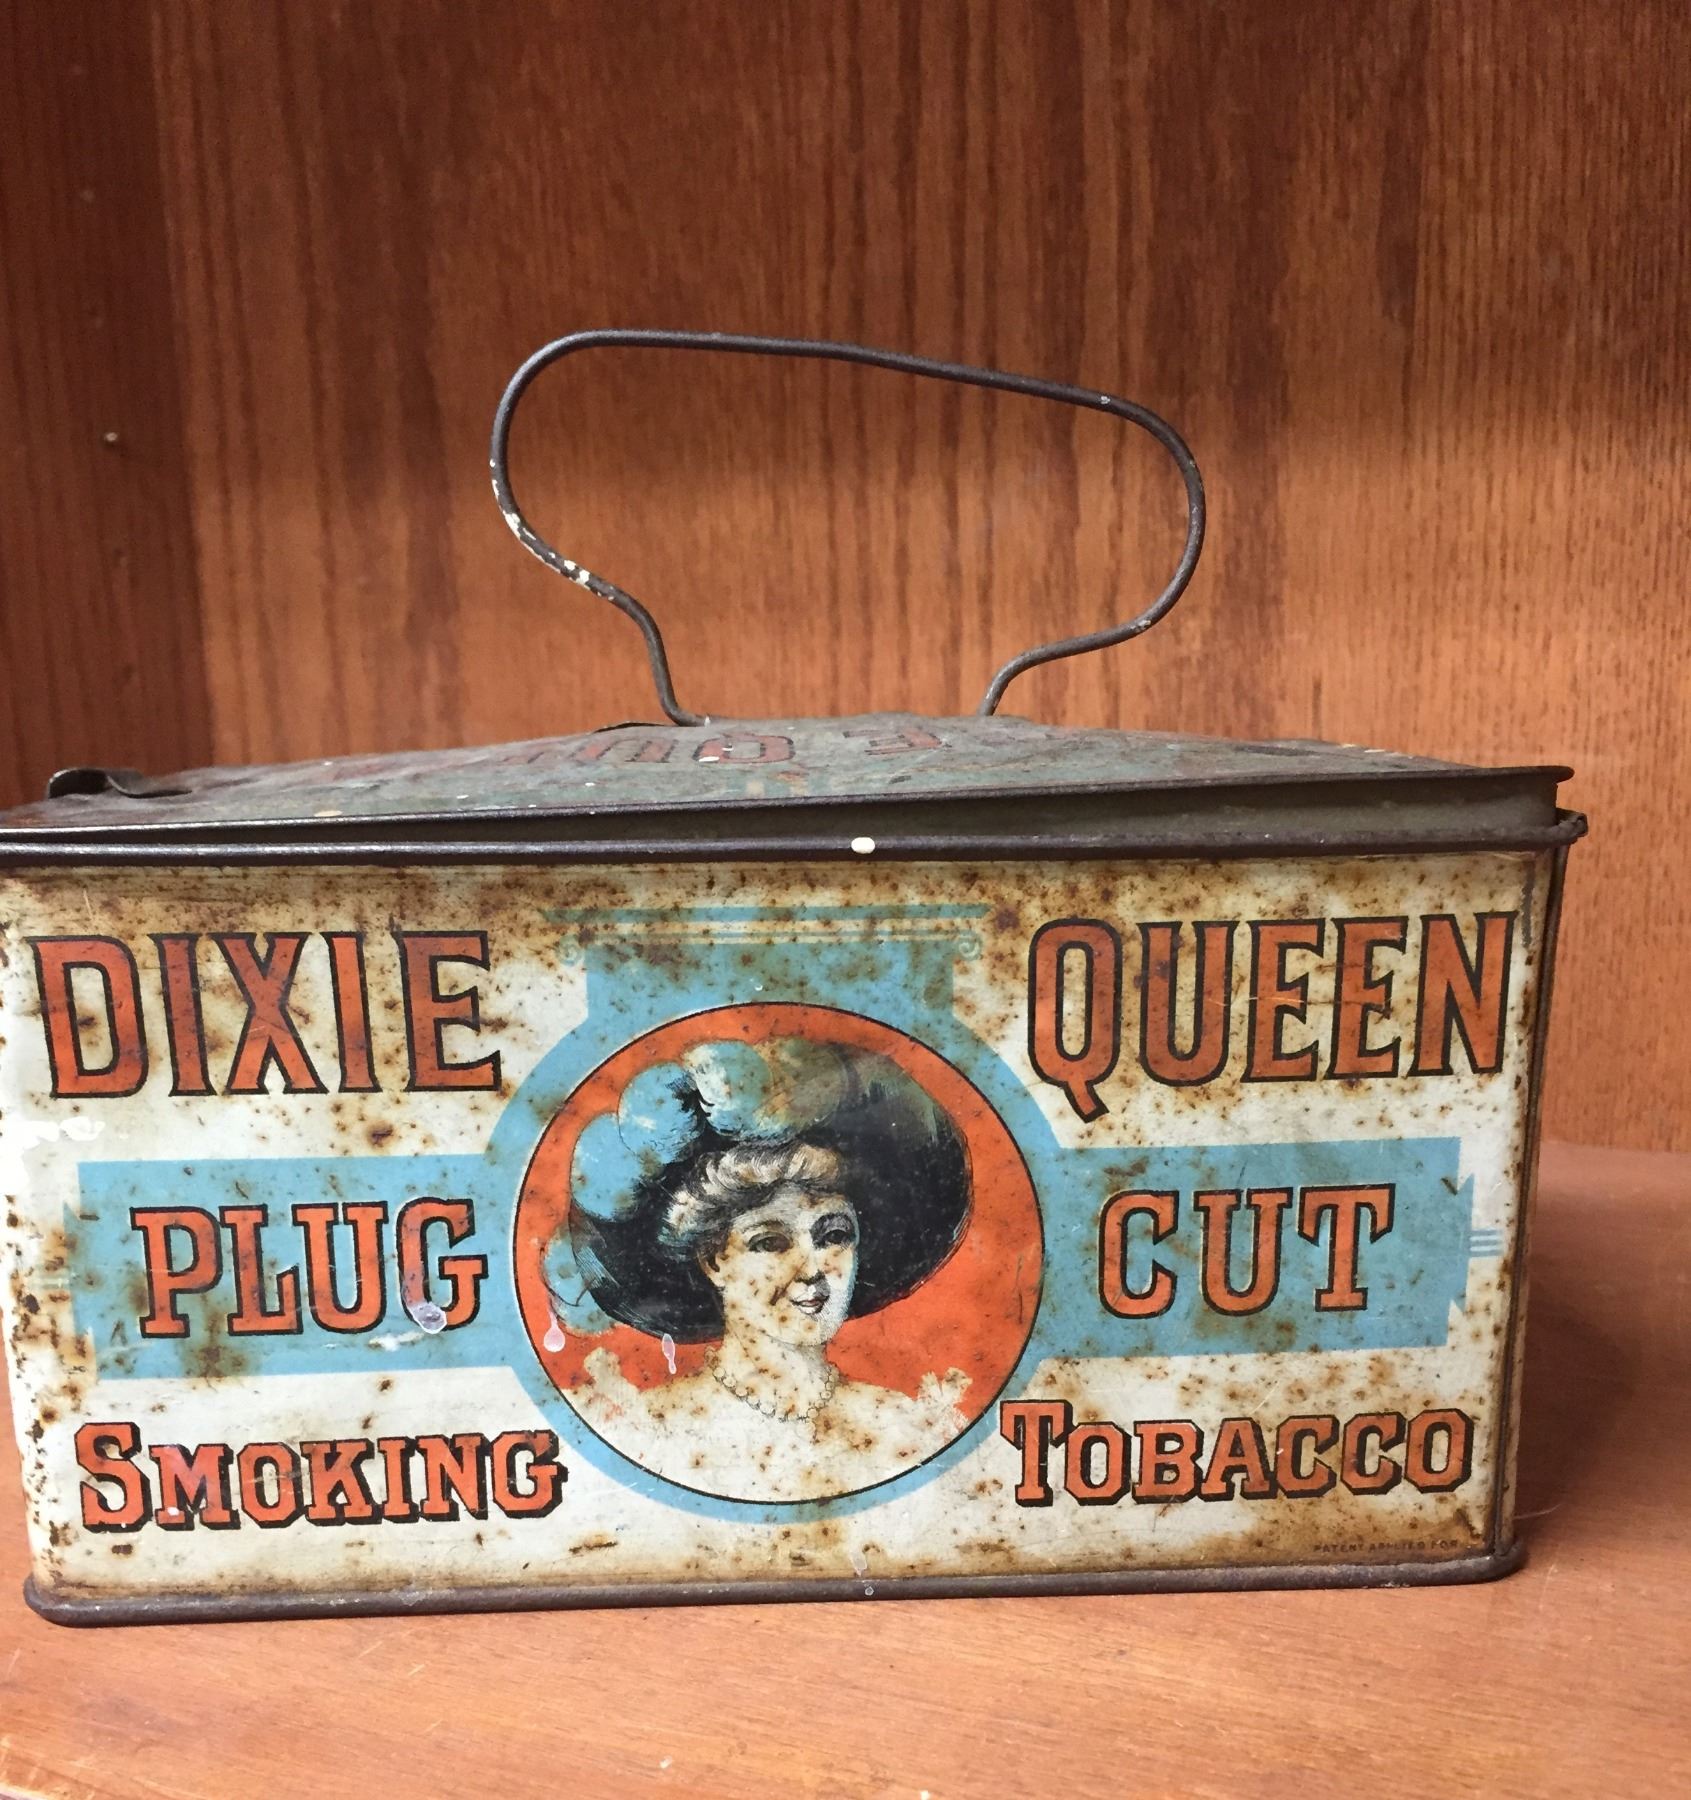 DIXIE QUEEN
PLUG CUT
SMOKING TOBACCO
PATENT APPLIED FOR